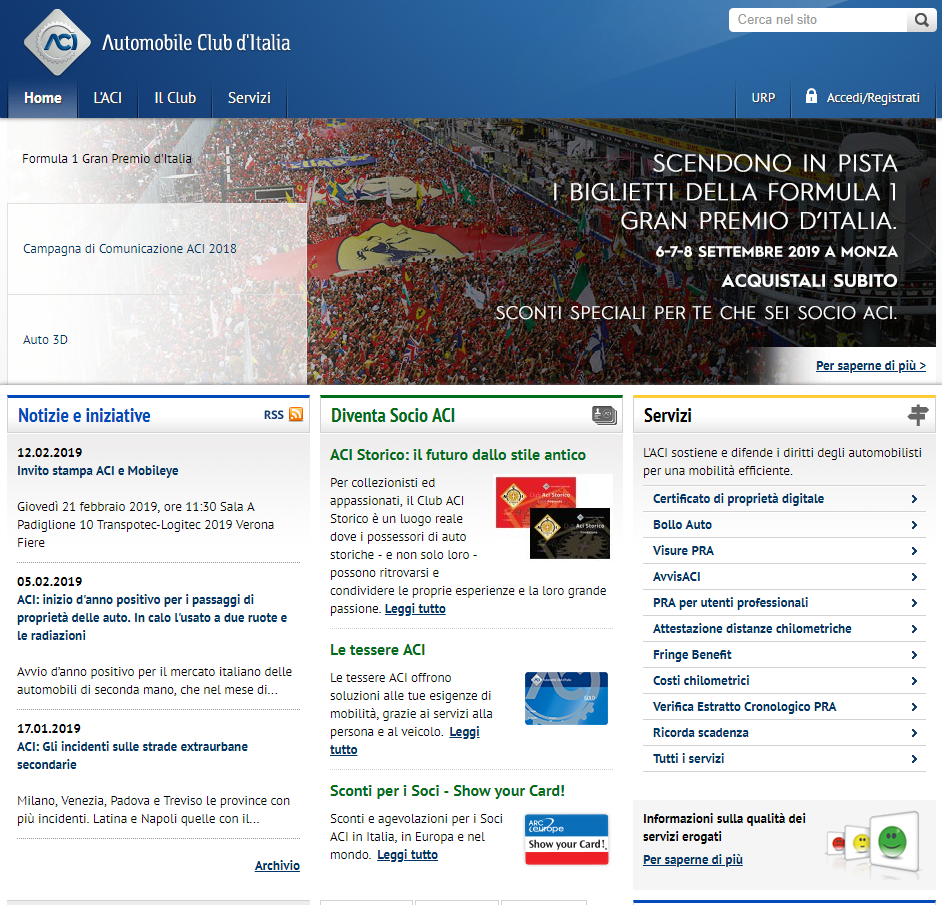 ACI
Automobile Club d'Italia
Cerca nel sito
Home
L'ACI
Il Club
Servizi
URP
Accedi/Registrati
Formula 1 Gran Premio d'Italia
Campagna di Comunicazione ACI 2018
Auto 3D
SCENDONO IN PISTA
I BIGLIETTI DELLA FORMULA 1
GRAN PREMIO D'ITALIA.
6-7-8 SETTEMBRE 2019 A MONZA
ACQUISTALI SUBITO
SCONTI SPECIALI PER TE CHE SEI SOCIO ACI.
Per saperne di più >
Notizie e iniziative
RSS
12.02.2019
Invito stampa ACI e Mobileye
Giovedì 21 febbraio 2019, ore 11:30 Sala A
Padiglione 10 Transpotec-Logitec 2019 Verona
Fiere
05.02.2019
ACI: inizio d'anno positivo per i passaggi di
proprietà delle auto. In calo l'usato a due ruote e
le radiazioni
Avvio d'anno positivo per il mercato italiano delle
automobili di seconda mano, che nel mese di...
17.01.2019
ACI: Gli incidenti sulle strade extraurbane
secondarie
Milano, Venezia, Padova e Treviso le province con
più incidenti. Latina e Napoli quelle con il...
Archivio
Diventa Socio ACI
ACI Storico: il futuro dallo stile antico
Per collezionisti ed
appassionati, il Club ACI
Storico è un luogo reale
dove i possessori di auto
storiche - e non solo loro -
possono ritrovarsi e
condividere le proprie esperienze e la loro grande
passione. Leggi tutto
Club Aci Storico
Club Aci Storico
Le tessere ACI
Le tessere ACI offrono
soluzioni alle tue esigenze di
mobilità, grazie ai servizi alla
persona e al veicolo. Leggi
tutto
GOLD
Sconti per i Soci - Show your Card!
Sconti e agevolazioni per i Soci
ACI in Italia, in Europa e nel
mondo. Leggi tutto
ARC
europe
Show your Card!
Servizi
L'ACI sostiene e difende i diritti degli automobilisti
per una mobilità efficiente.
Certificato di proprietà digitale
Bollo Auto
Visure PRA
AvvisACI
PRA per utenti professionali
Attestazione distanze chilometriche
Fringe Benefit
Costi chilometrici
Verifica Estratto Cronologico PRA
Ricorda scadenza
Tutti i servizi
Informazioni sulla qualità dei
servizi erogati
Per saperne di più